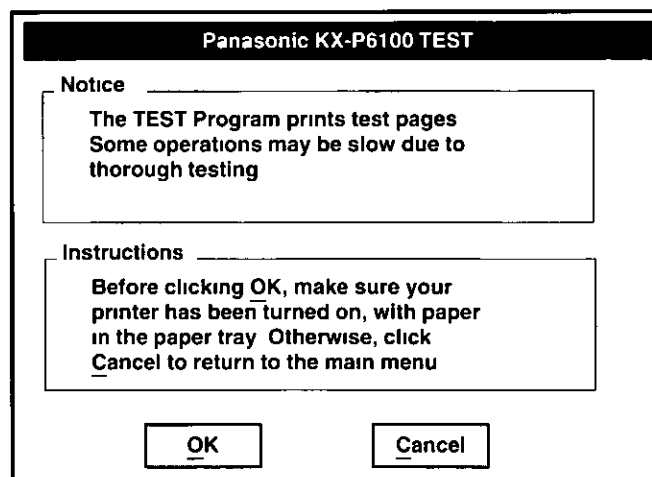 Panasonic KX-P6100 TEST
Notice
The TEST Program prints test pages
Some operations may be slow due to
thorough testing
Instructions
Before clicking OK, make sure your
printer has been turned on, with paper
in the paper tray Otherwise, click
Cancel to return to the main menu
OK
Cancel